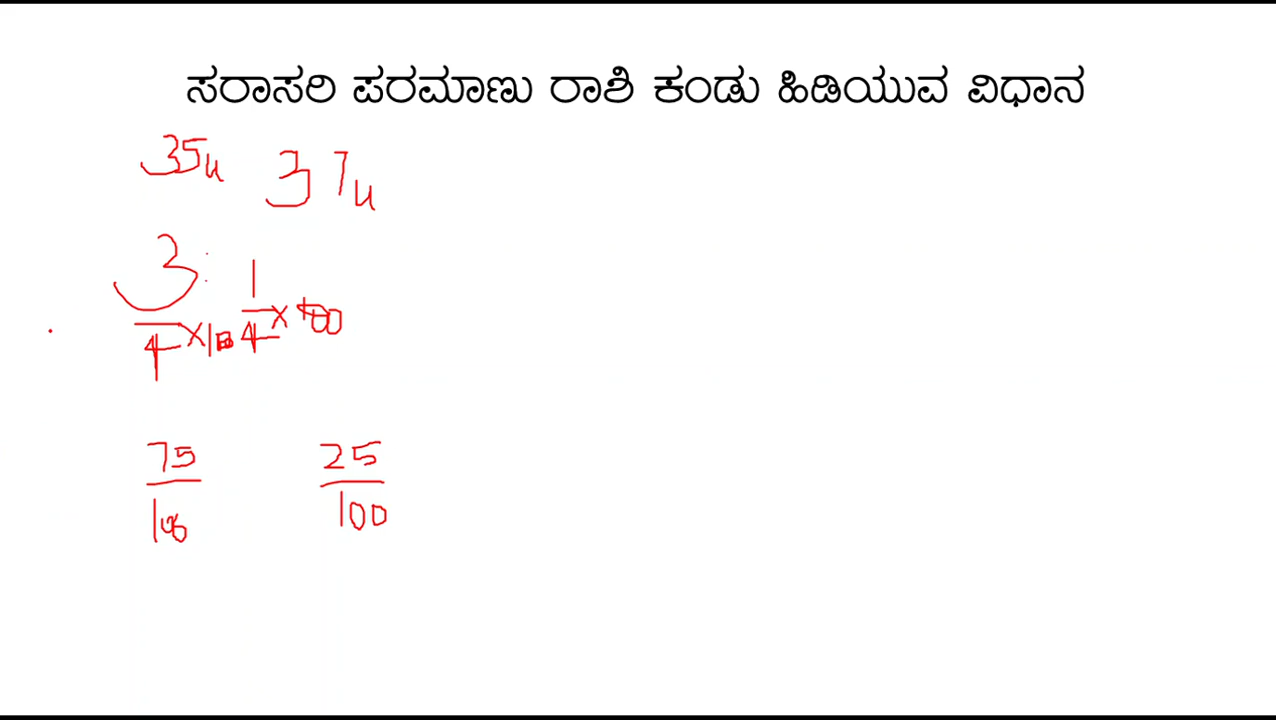 ಸರಾಸರಿ ಪರಮಾಣು ರಾಶಿ ಕಂಡು ಹಿಡಿಯುವ ವಿಧಾನ
35u 37u
3 : 1
4 ×100 4 × 100
75 25
100 100